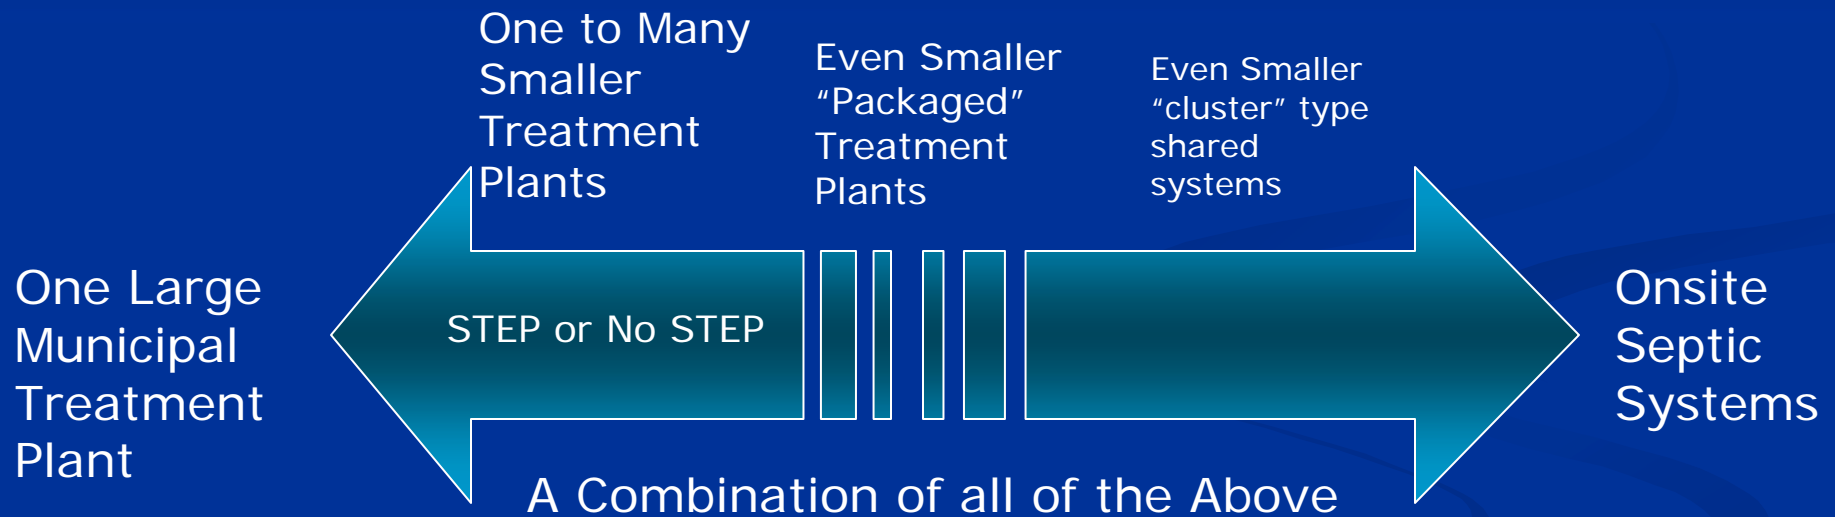 One to Many
Smaller
Treatment
Plants
Even Smaller
“Packaged”
Treatment
Plants
Even Smaller
“cluster” type
shared
systems
One Large
Municipal
Treatment
Plant
STEP or No STEP
Onsite
Septic
Systems
A Combination of all of the Above